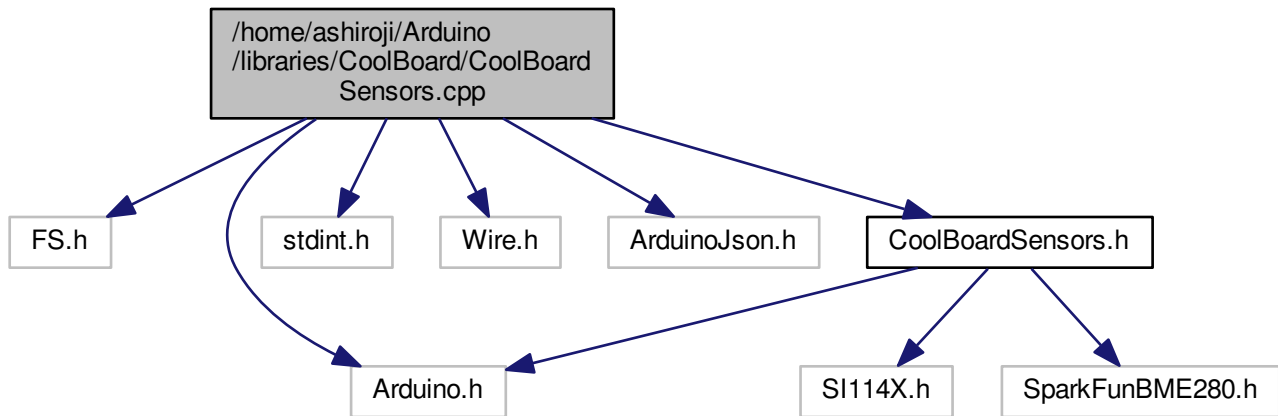 /home/ashiroji/Arduino
/libraries/CoolBoard/CoolBoard
Sensors.cpp
FS.h
stdint.h
Wire.h
ArduinoJson.h
CoolBoardSensors.h
Arduino.h
SI114X.h
SparkFunBME280.h